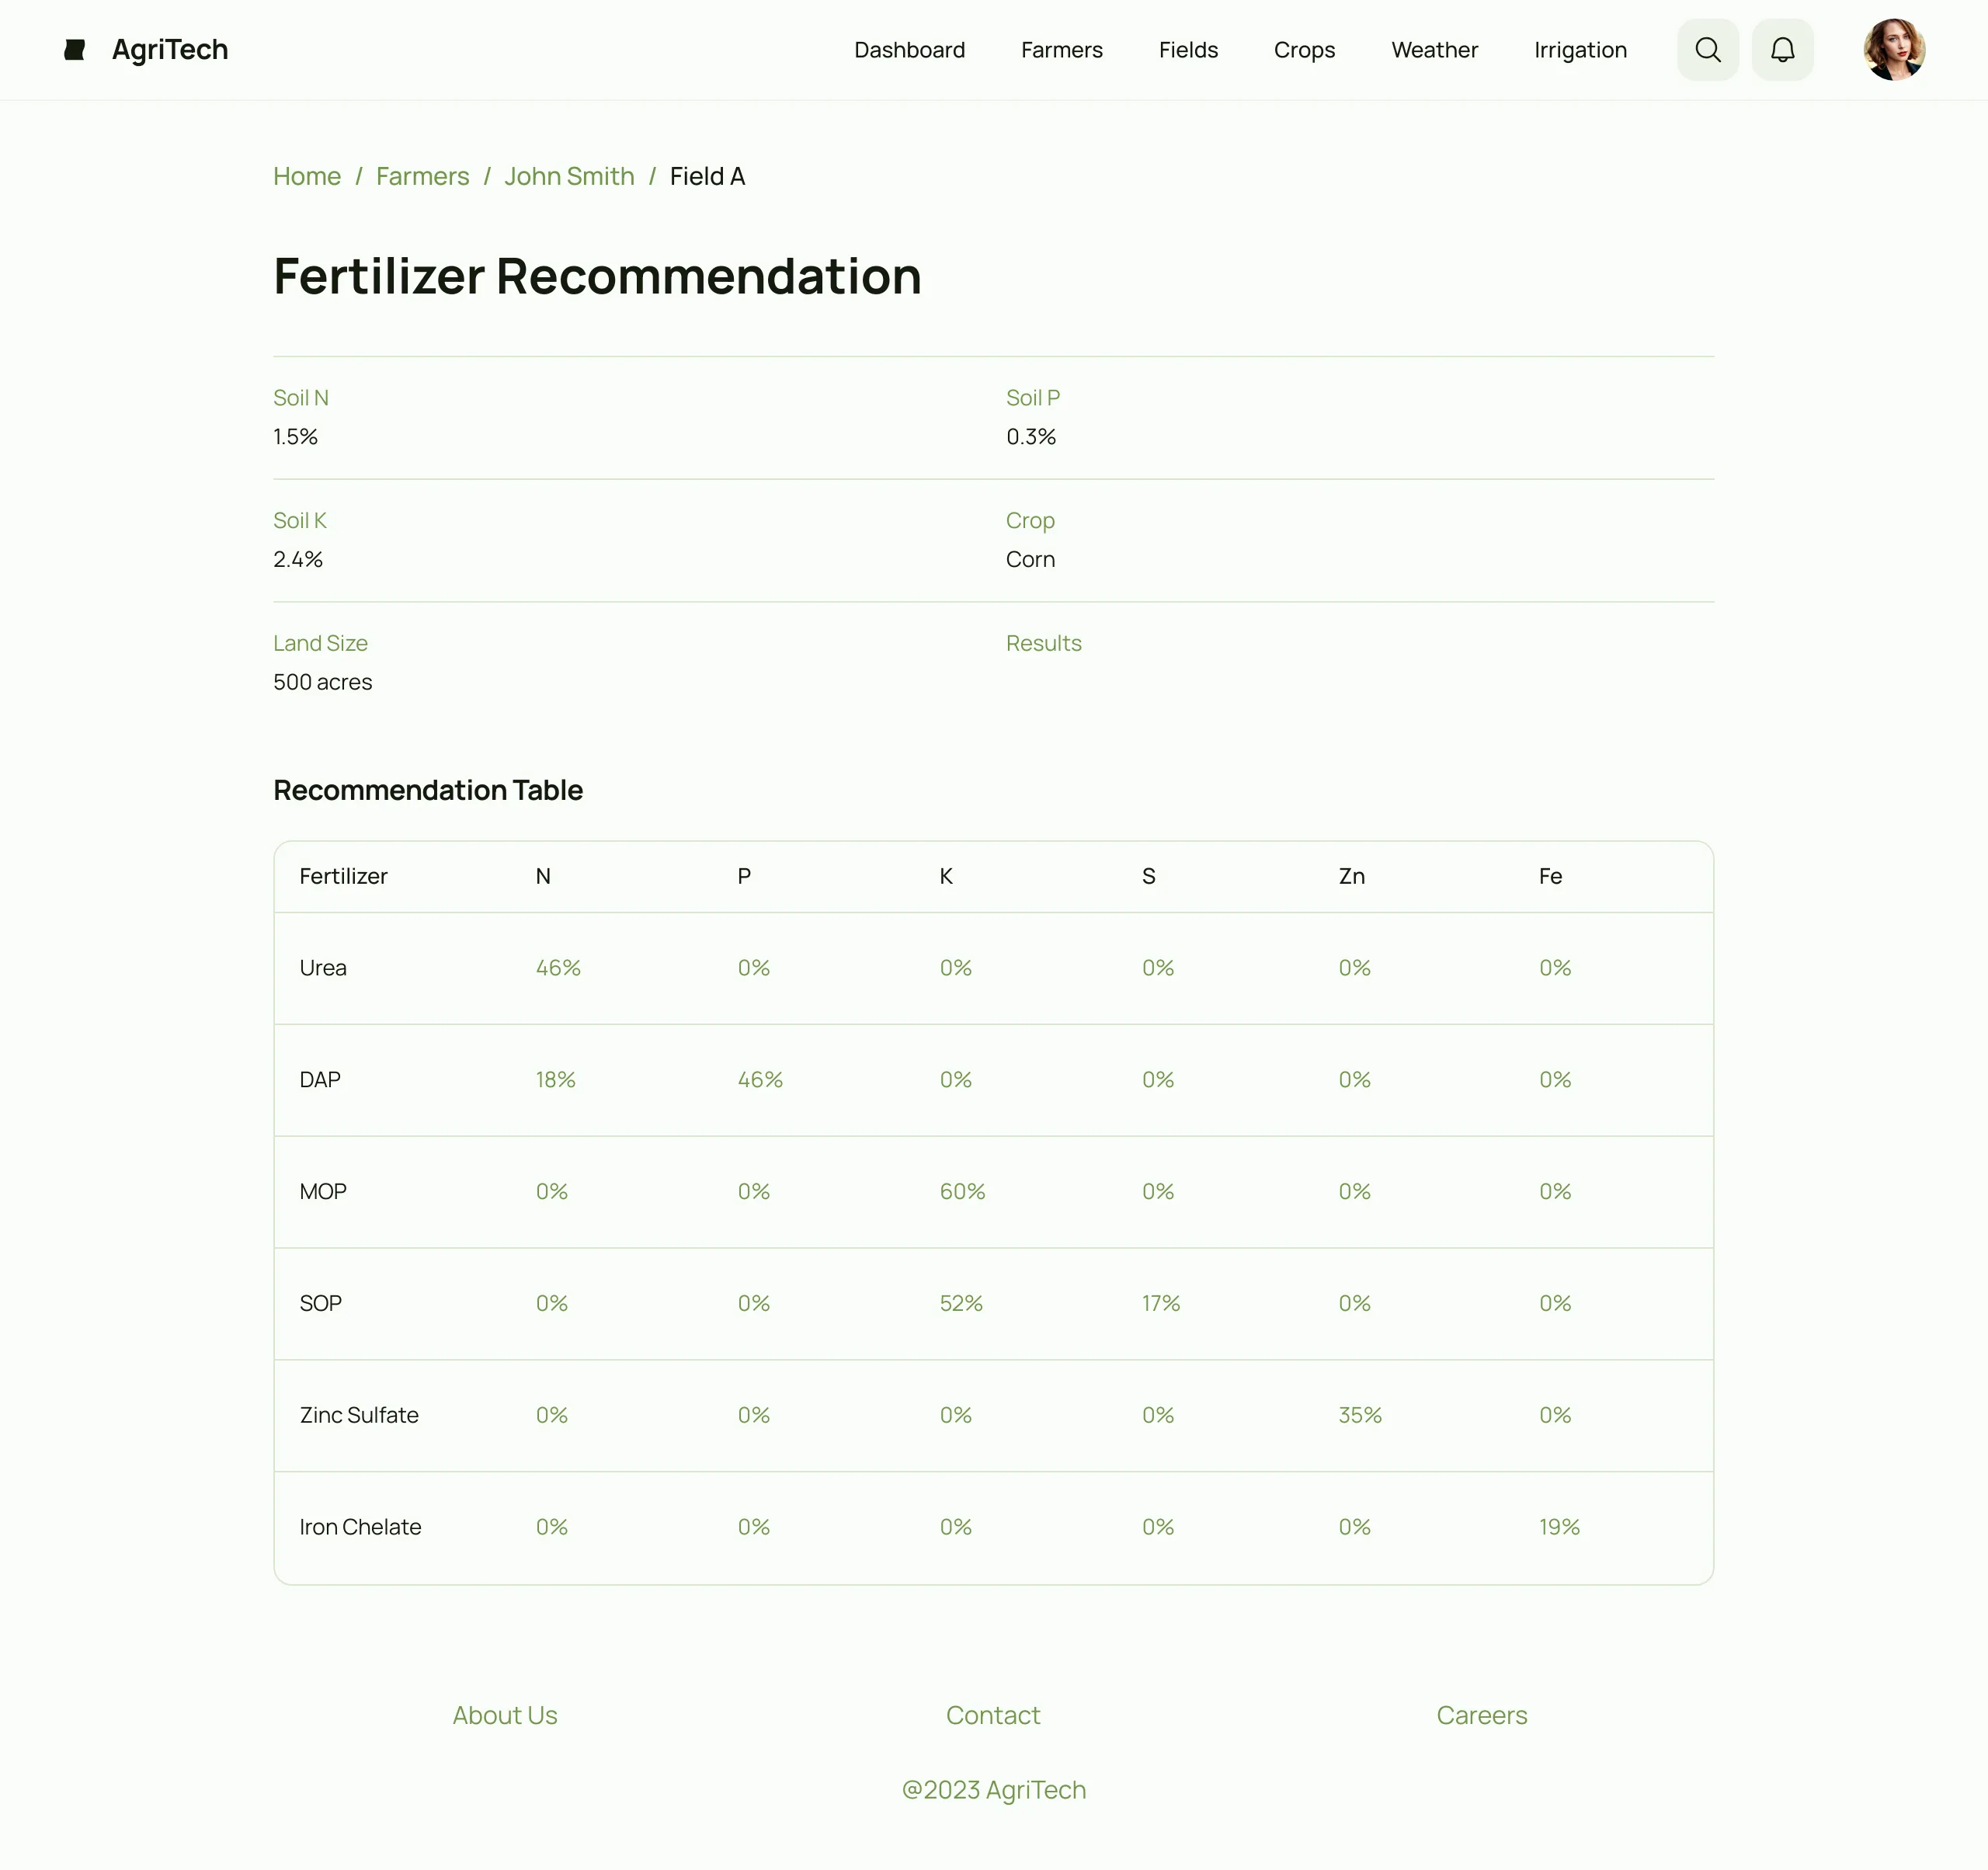 AgriTech
Dashboard Farmers Fields Crops Weather Irrigation
Home / Farmers / John Smith / Field A
Fertilizer Recommendation
Soil N Soil P
1.5% 0.3%
Soil K Crop
2.4% Corn
Land Size Results
500 acres
Recommendation Table
Fertilizer N P K S Zn Fe
Urea 46% 0% 0% 0% 0% 0%
DAP 18% 46% 0% 0% 0% 0%
MOP 0% 0% 60% 0% 0% 0%
SOP 0% 0% 52% 17% 0% 0%
Zinc Sulfate 0% 0% 0% 0% 35% 0%
Iron Chelate 0% 0% 0% 0% 0% 19%
About Us Contact Careers
@2023 AgriTech